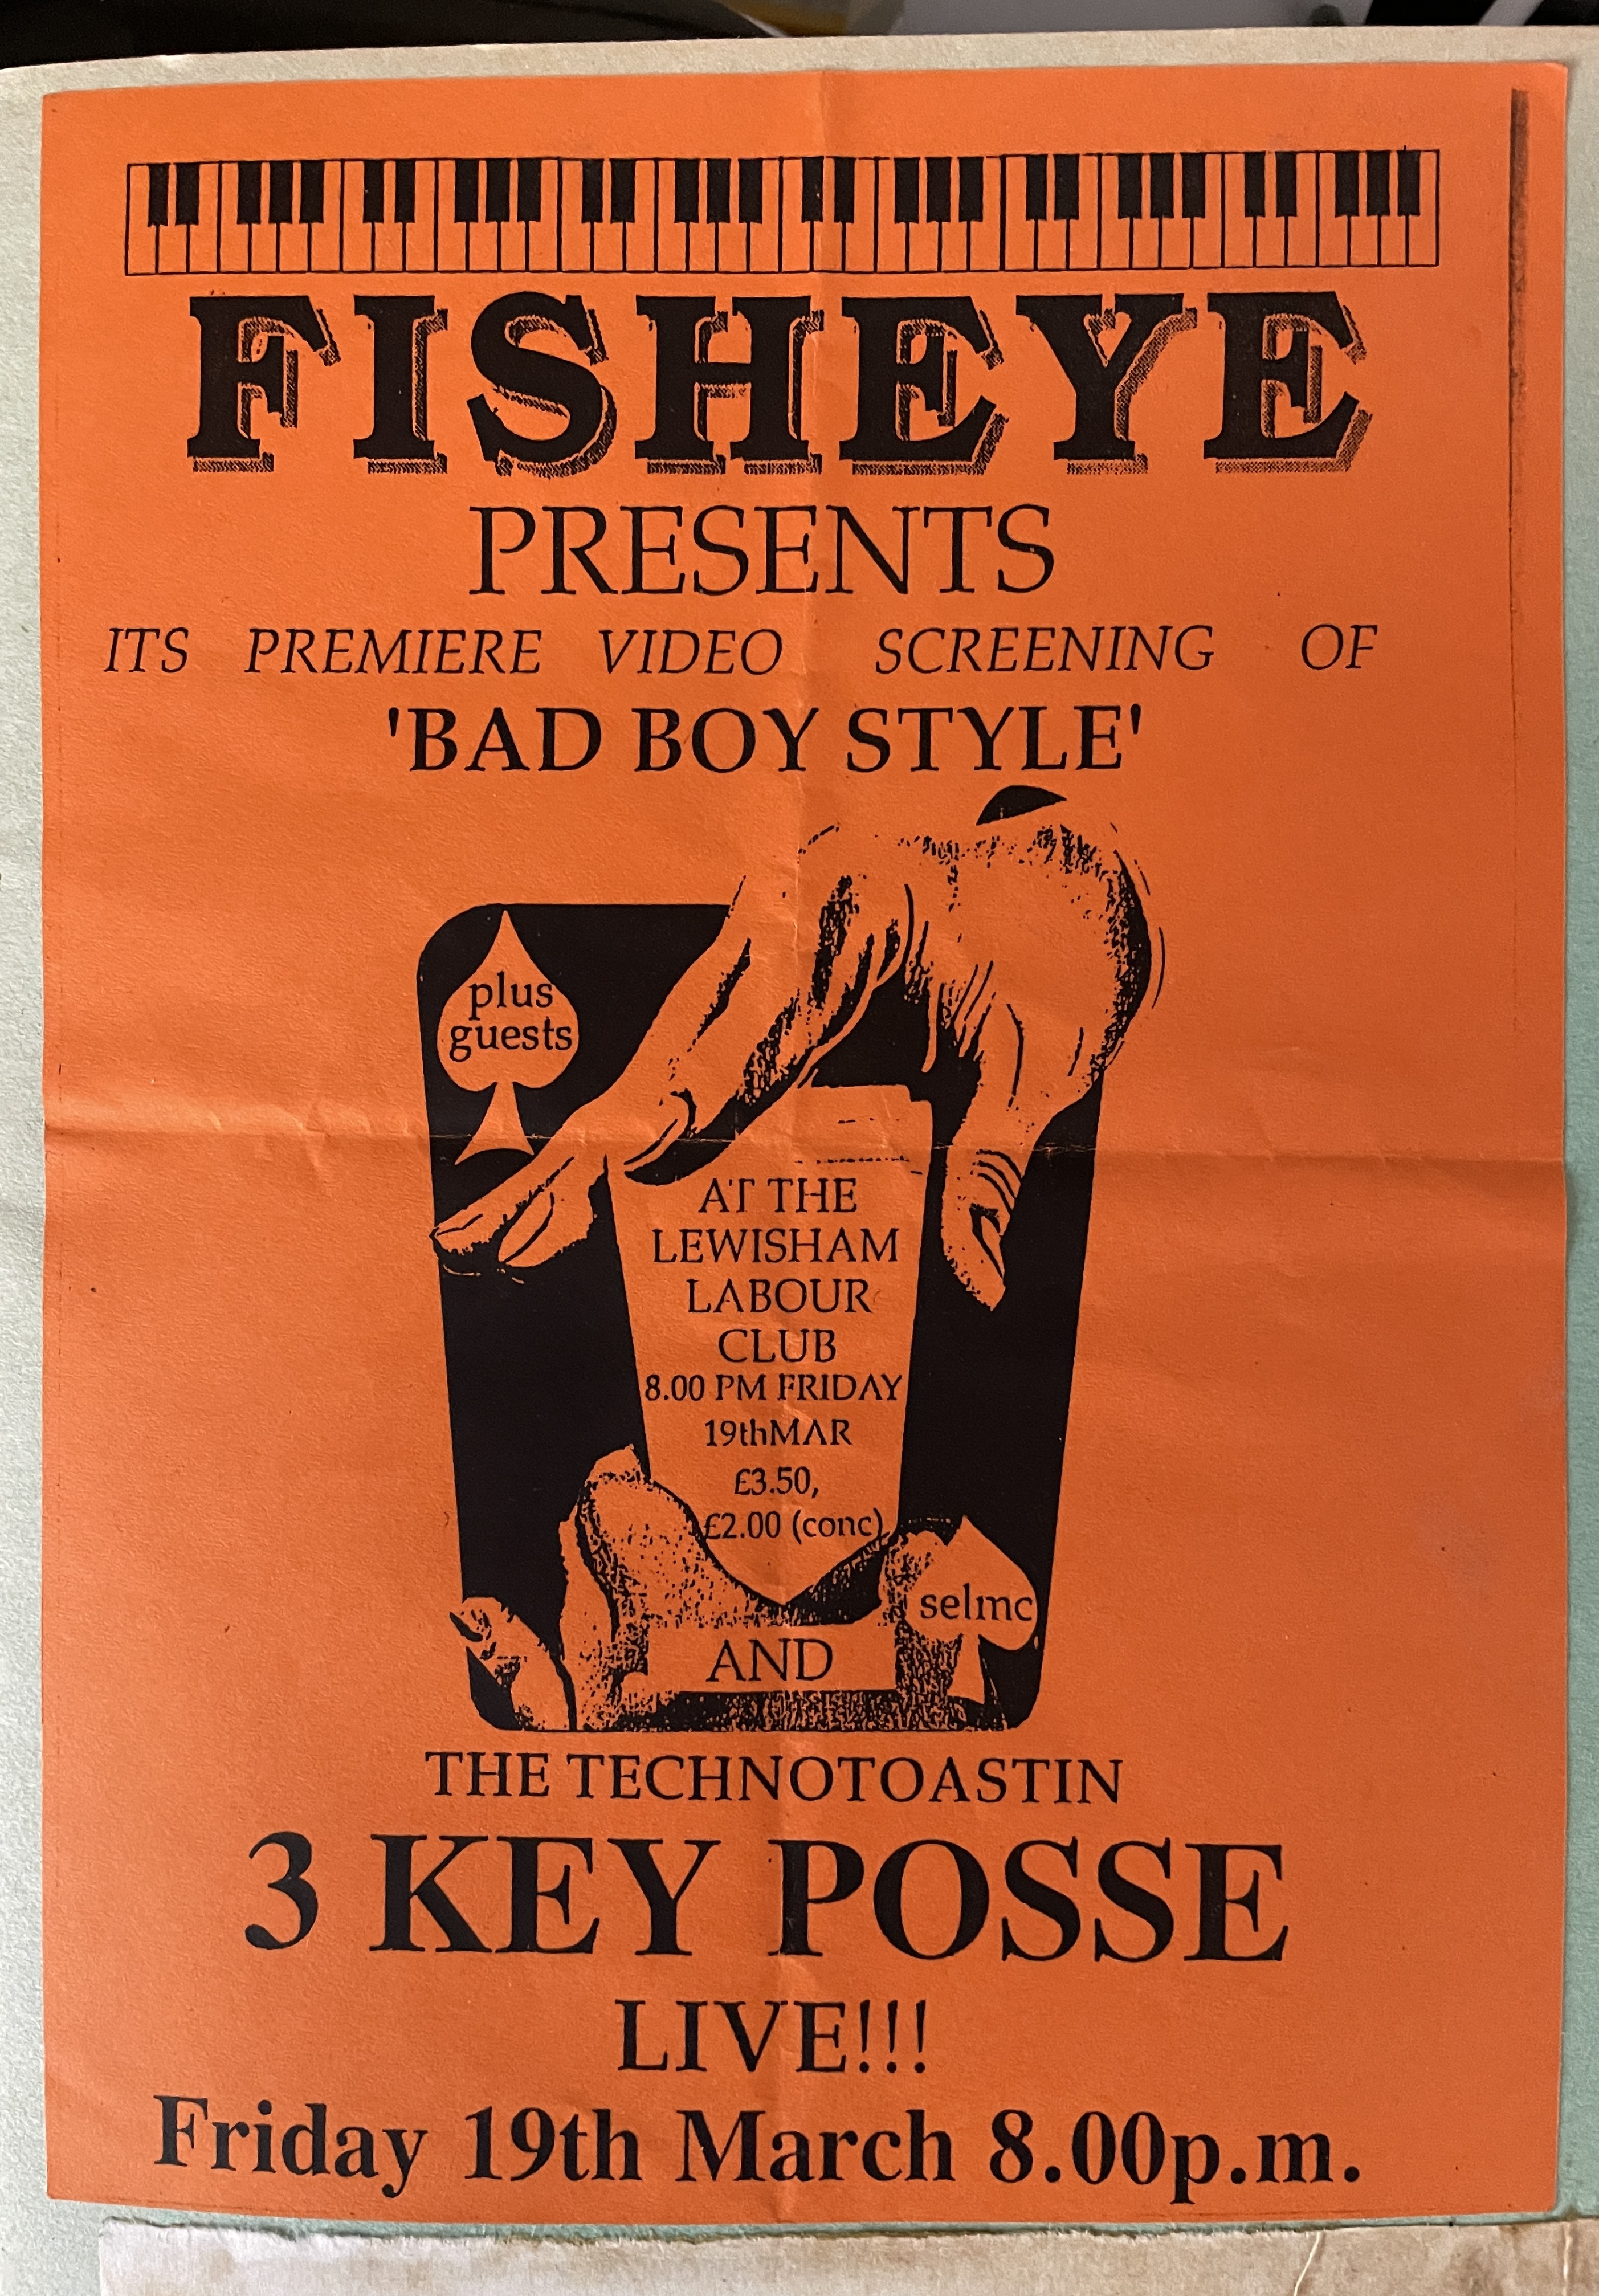 FISHEYE
PRESENTS
ITS PREMIERE VIDEO SCREENING OF
'BAD BOY STYLE'
plus
guests
AT THE
LEWISHAM
LABOUR
CLUB
8.00 PM FRIDAY
19thMAR
£3.50,
£2.00 (conc)
selmc
AND
THE TECHNOTOASTIN
3 KEY POSSE
LIVE!!!
Friday 19th March 8.00p.m.